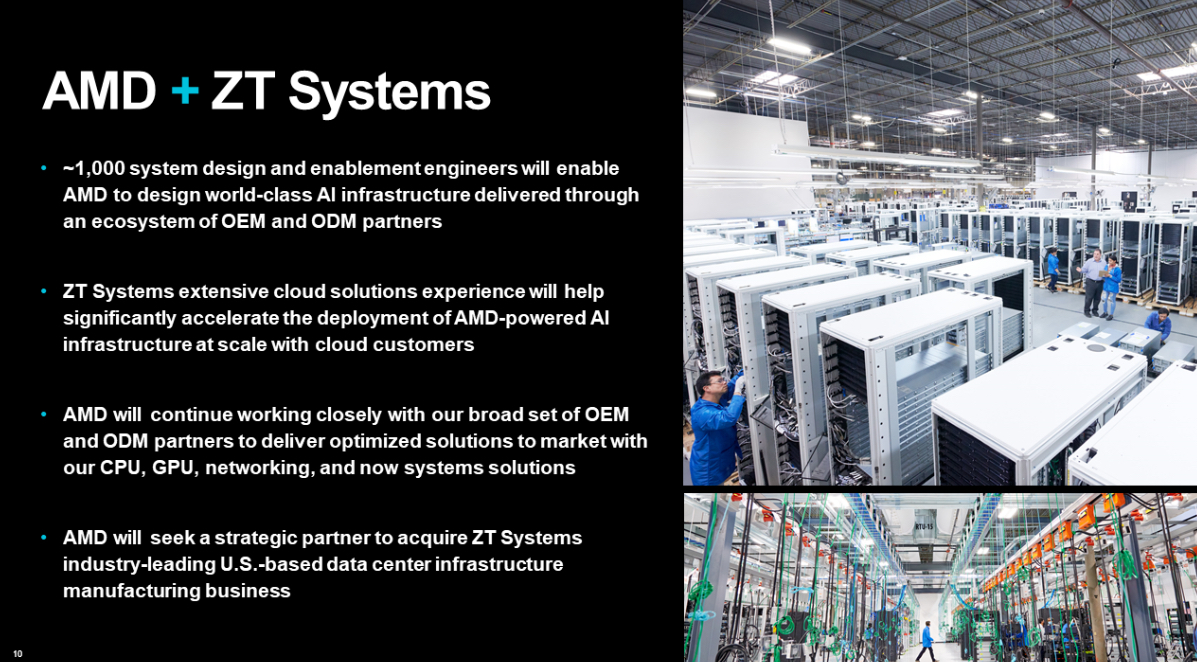 AMD + ZT Systems
• ~1,000 system design and enablement engineers will enable
AMD to design world-class AI infrastructure delivered through
an ecosystem of OEM and ODM partners
• ZT Systems extensive cloud solutions experience will help
significantly accelerate the deployment of AMD-powered AI
infrastructure at scale with cloud customers
• AMD will continue working closely with our broad set of OEM
and ODM partners to deliver optimized solutions to market with
our CPU, GPU, networking, and now systems solutions
• AMD will seek a strategic partner to acquire ZT Systems
industry-leading U.S.-based data center infrastructure
manufacturing business
10